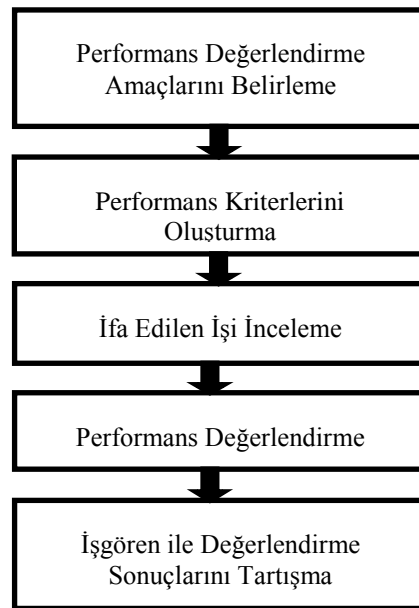 Performans Değerlendirme
Amaçlarını Belirleme
Performans Kriterlerini
Oluşturma
İfa Edilen İşi İnceleme
Performans Değerlendirme
İşgören ile Değerlendirme
Sonuçlarını Tartışma